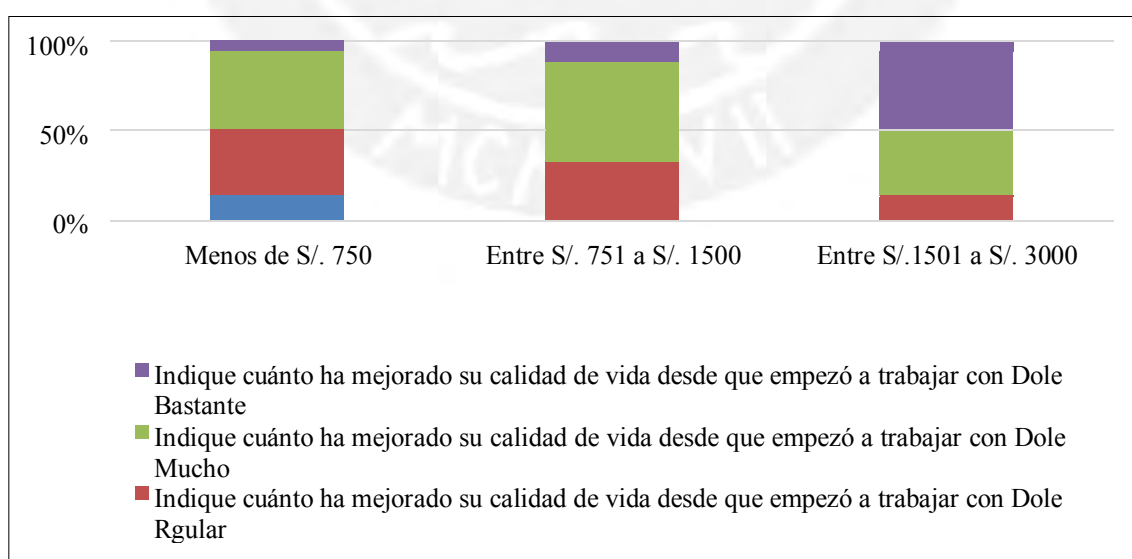 100%
50%
0%
Menos de S/. 750
Entre S/. 751 a S/. 1500
Entre S/.1501 a S/. 3000
Indique cuánto ha mejorado su calidad de vida desde que empezó a trabajar con Dole
Bastante
Indique cuánto ha mejorado su calidad de vida desde que empezó a trabajar con Dole
Mucho
Indique cuánto ha mejorado su calidad de vida desde que empezó a trabajar con Dole
Rgular